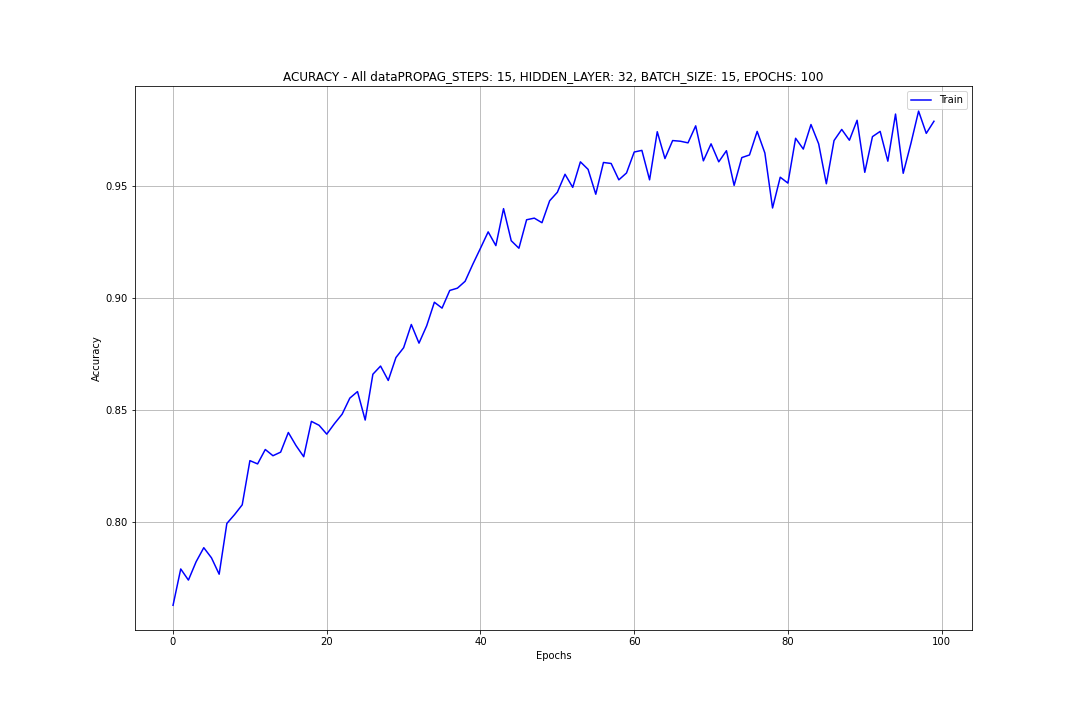 ACURACY - All dataPROPAG_STEPS: 15, HIDDEN_LAYER: 32, BATCH_SIZE: 15, EPOCHS: 100
Train
0.95
0.90
0.85
0.80
Accuracy
0 20 40 60 80 100
Epochs